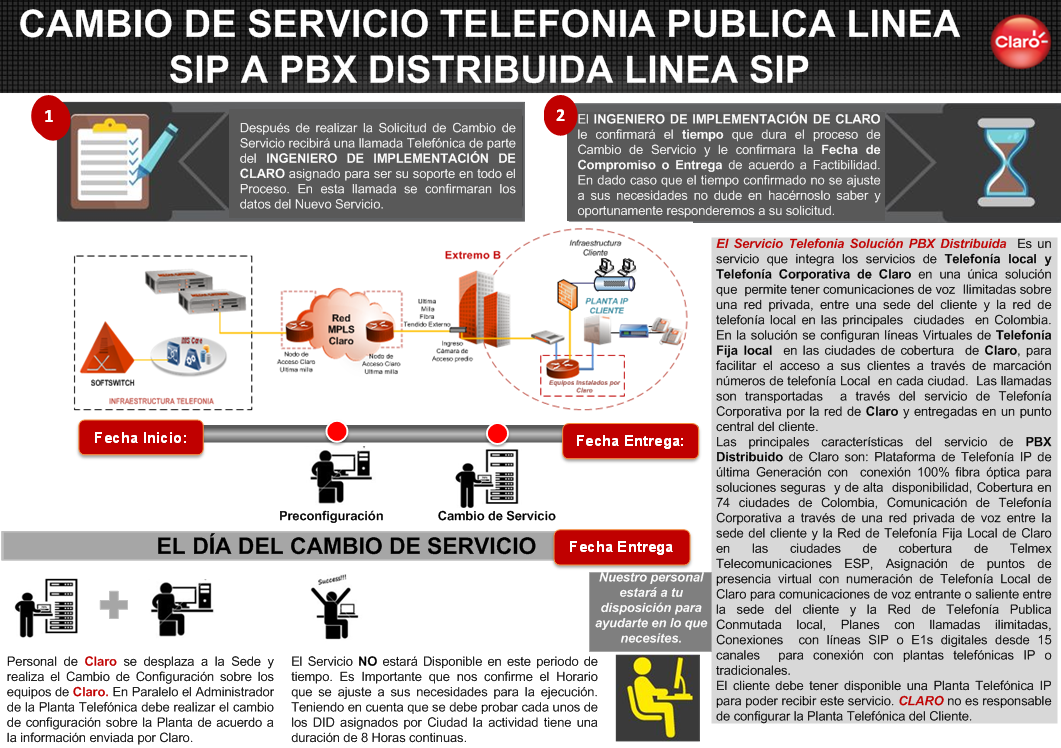 CAMBIO DE SERVICIO TELEFONIA PUBLICA LINEA
SIP A PBX DISTRIBUIDA LINEA SIP
Claro
1
Después de realizar la Solicitud de Cambio de
Servicio recibirá una llamada Telefónica de parte
del INGENIERO DE IMPLEMENTACIÓN DE
CLARO asignado para ser su soporte en todo el
Proceso. En esta llamada se confirmaran los
datos del Nuevo Servicio.
2
El INGENIERO DE IMPLEMENTACIÓN DE CLARO
le confirmará el tiempo que dura el proceso de
Cambio de Servicio y le confirmara la Fecha de
Compromiso o Entrega de acuerdo a Factibilidad.
En dado caso que el tiempo confirmado no se ajuste
a sus necesidades no dude en hacérnoslo saber y
oportunamente responderemos a su solicitud.
SOFTSWITCH
IMS Core
INFRAESTRUCTURA TELEFONIA
Red
MPLS
Claro
Nodo de
Acceso Claro
Ultima milla
Nodo de
Acceso Claro
Ultima milla
Ultima
Milla
Fibra
Tendido Externo
Ingreso
Cámara de
Acceso predio
Extremo B
Infraestructura
Cliente
PLANTA IP
CLIENTE
Equipos Instalados por
Claro
Fecha Inicio:
Fecha Entrega:
Preconfiguración
Cambio de Servicio
EL DÍA DEL CAMBIO DE SERVICIO
Fecha Entrega
Success!!!
Personal de Claro se desplaza a la Sede y
realiza el Cambio de Configuración sobre los
equipos de Claro. En Paralelo el Administrador
de la Planta Telefónica debe realizar el cambio
de configuración sobre la Planta de acuerdo a
la información enviada por Claro.
El Servicio NO estará Disponible en este periodo de
tiempo. Es Importante que nos confirme el Horario
que se ajuste a sus necesidades para la ejecución.
Teniendo en cuenta que se debe probar cada unos de
los DID asignados por Ciudad la actividad tiene una
duración de 8 Horas continuas.
Nuestro personal
estará a tu
disposición para
ayudarte en lo que
necesites.
El Servicio Telefonia Solución PBX Distribuida Es un
servicio que integra los servicios de Telefonía local y
Telefonía Corporativa de Claro en una única solución
que permite tener comunicaciones de voz Ilimitadas sobre
una red privada, entre una sede del cliente y la red de
telefonía local en las principales ciudades en Colombia.
En la solución se configuran líneas Virtuales de Telefonía
Fija local en las ciudades de cobertura de Claro, para
facilitar el acceso a sus clientes a través de marcación
números de telefonía Local en cada ciudad. Las llamadas
son transportadas a través del servicio de Telefonía
Corporativa por la red de Claro y entregadas en un punto
central del cliente.
Las principales características del servicio de PBX
Distribuido de Claro son: Plataforma de Telefonía IP de
última Generación con conexión 100% fibra óptica para
soluciones seguras y de alta disponibilidad, Cobertura en
74 ciudades de Colombia, Comunicación de Telefonía
Corporativa a través de una red privada de voz entre la
sede del cliente y la Red de Telefonía Fija Local de Claro
en las ciudades de cobertura de Telmex
Telecomunicaciones ESP, Asignación de puntos de
presencia virtual con numeración de Telefonía Local de
Claro para comunicaciones de voz entrante o saliente entre
la sede del cliente y la Red de Telefonía Publica
Conmutada local, Planes con llamadas ilimitadas,
Conexiones con líneas SIP o E1s digitales desde 15
canales para conexión con plantas telefónicas IP o
tradicionales.
El cliente debe tener disponible una Planta Telefónica IP
para poder recibir este servicio. CLARO no es responsable
de configurar la Planta Telefónica del Cliente.